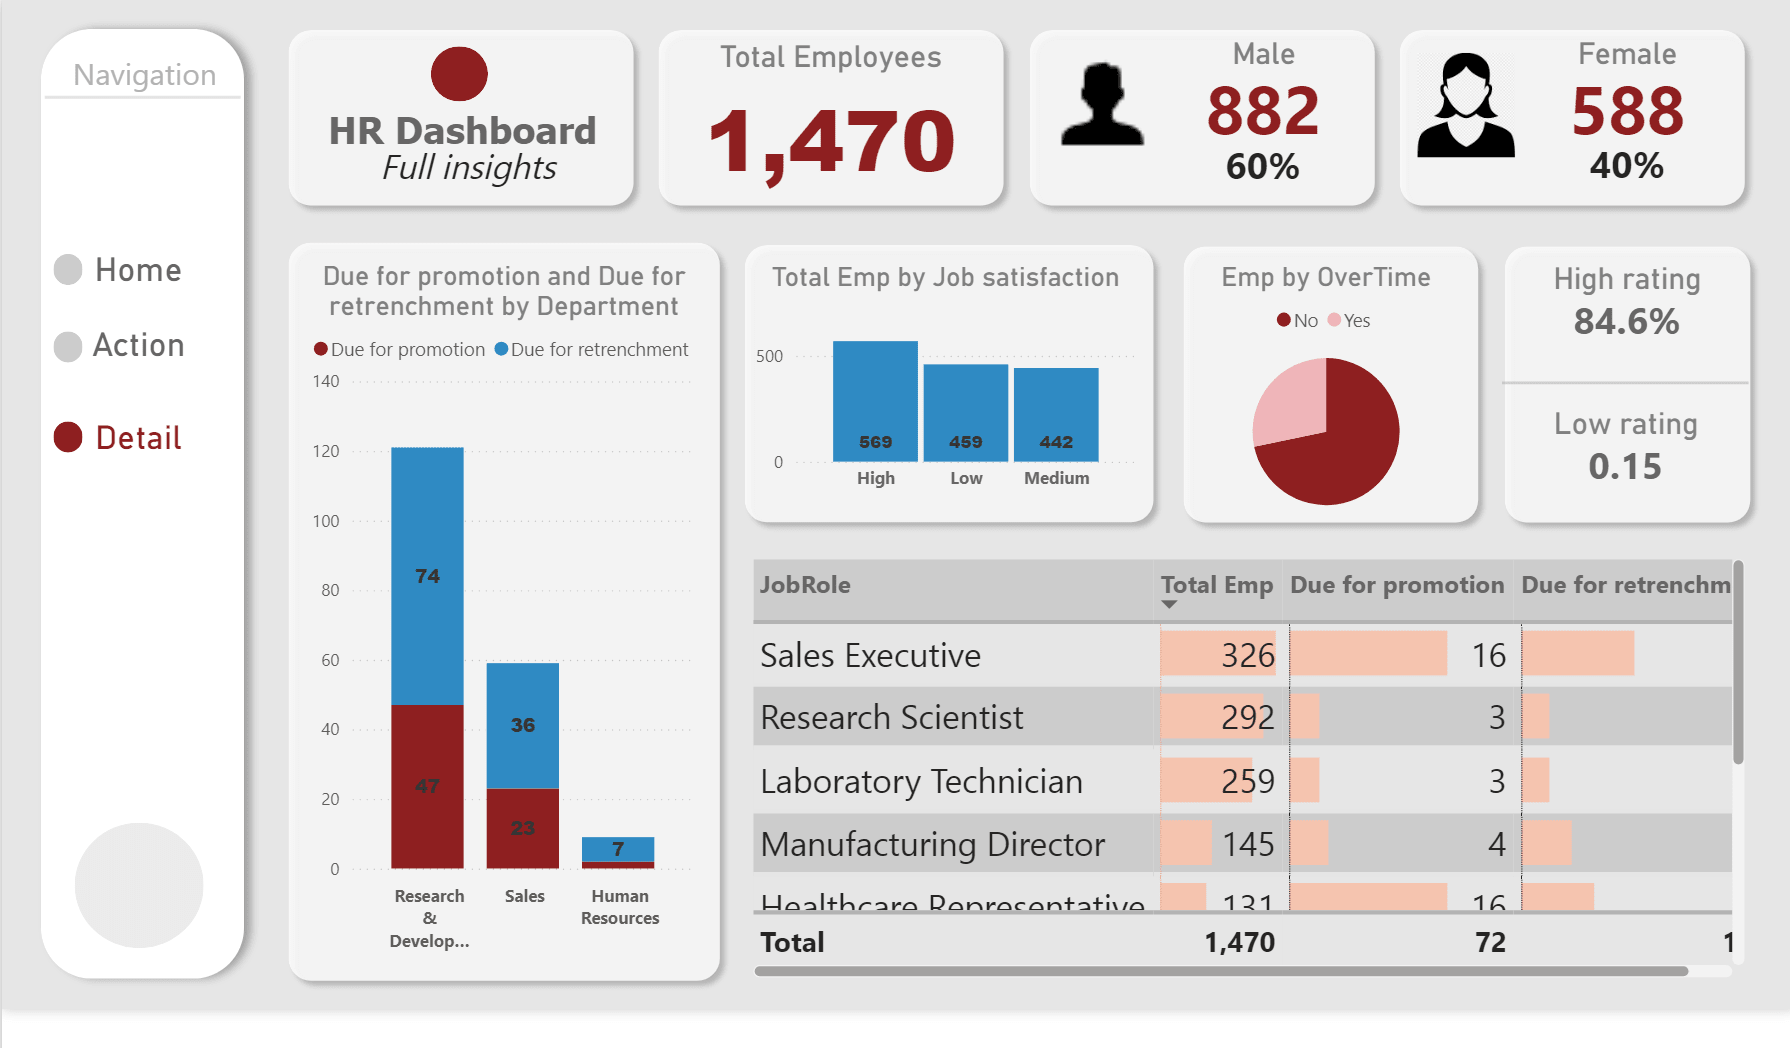 Navigation
Home
Action
Detail
HR Dashboard
Full insights
Total Employees
1,470
Male
882
60%
Female
588
40%
Due for promotion and Due for
retrenchment by Department
Due for promotion Due for retrenchment
140
120
100
80
60
40
20
0
74
47
36
23
7
Research
&
Develop...
Sales
Human
Resources
Total Emp by Job satisfaction
500
0
569 459 442
High Low Medium
Emp by OverTime
No Yes
High rating
84.6%
Low rating
0.15
JobRole Total Emp Due for promotion Due for retrenchm
Sales Executive 326 16
Research Scientist 292 3
Laboratory Technician 259 3
Manufacturing Director 145 4
Healthcare Representative 131 16
Total 1,470 72 1